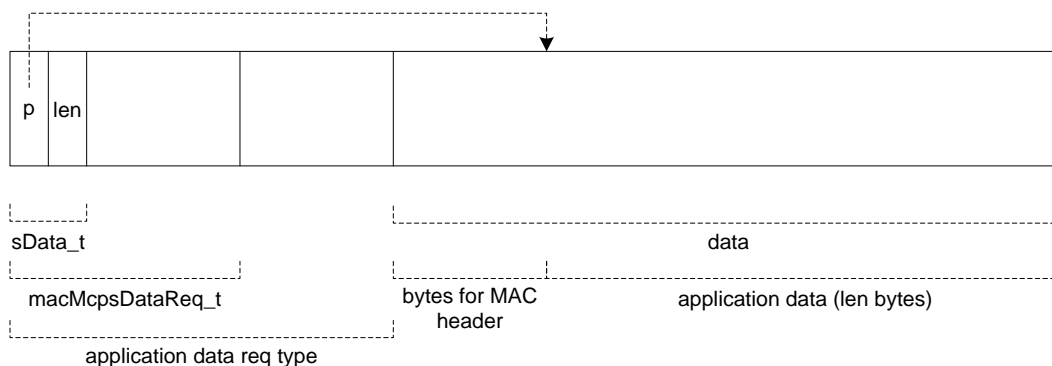 p
len
sData_t
data
macMcpsDataReq_t
bytes for MAC
header
application data (len bytes)
application data req type